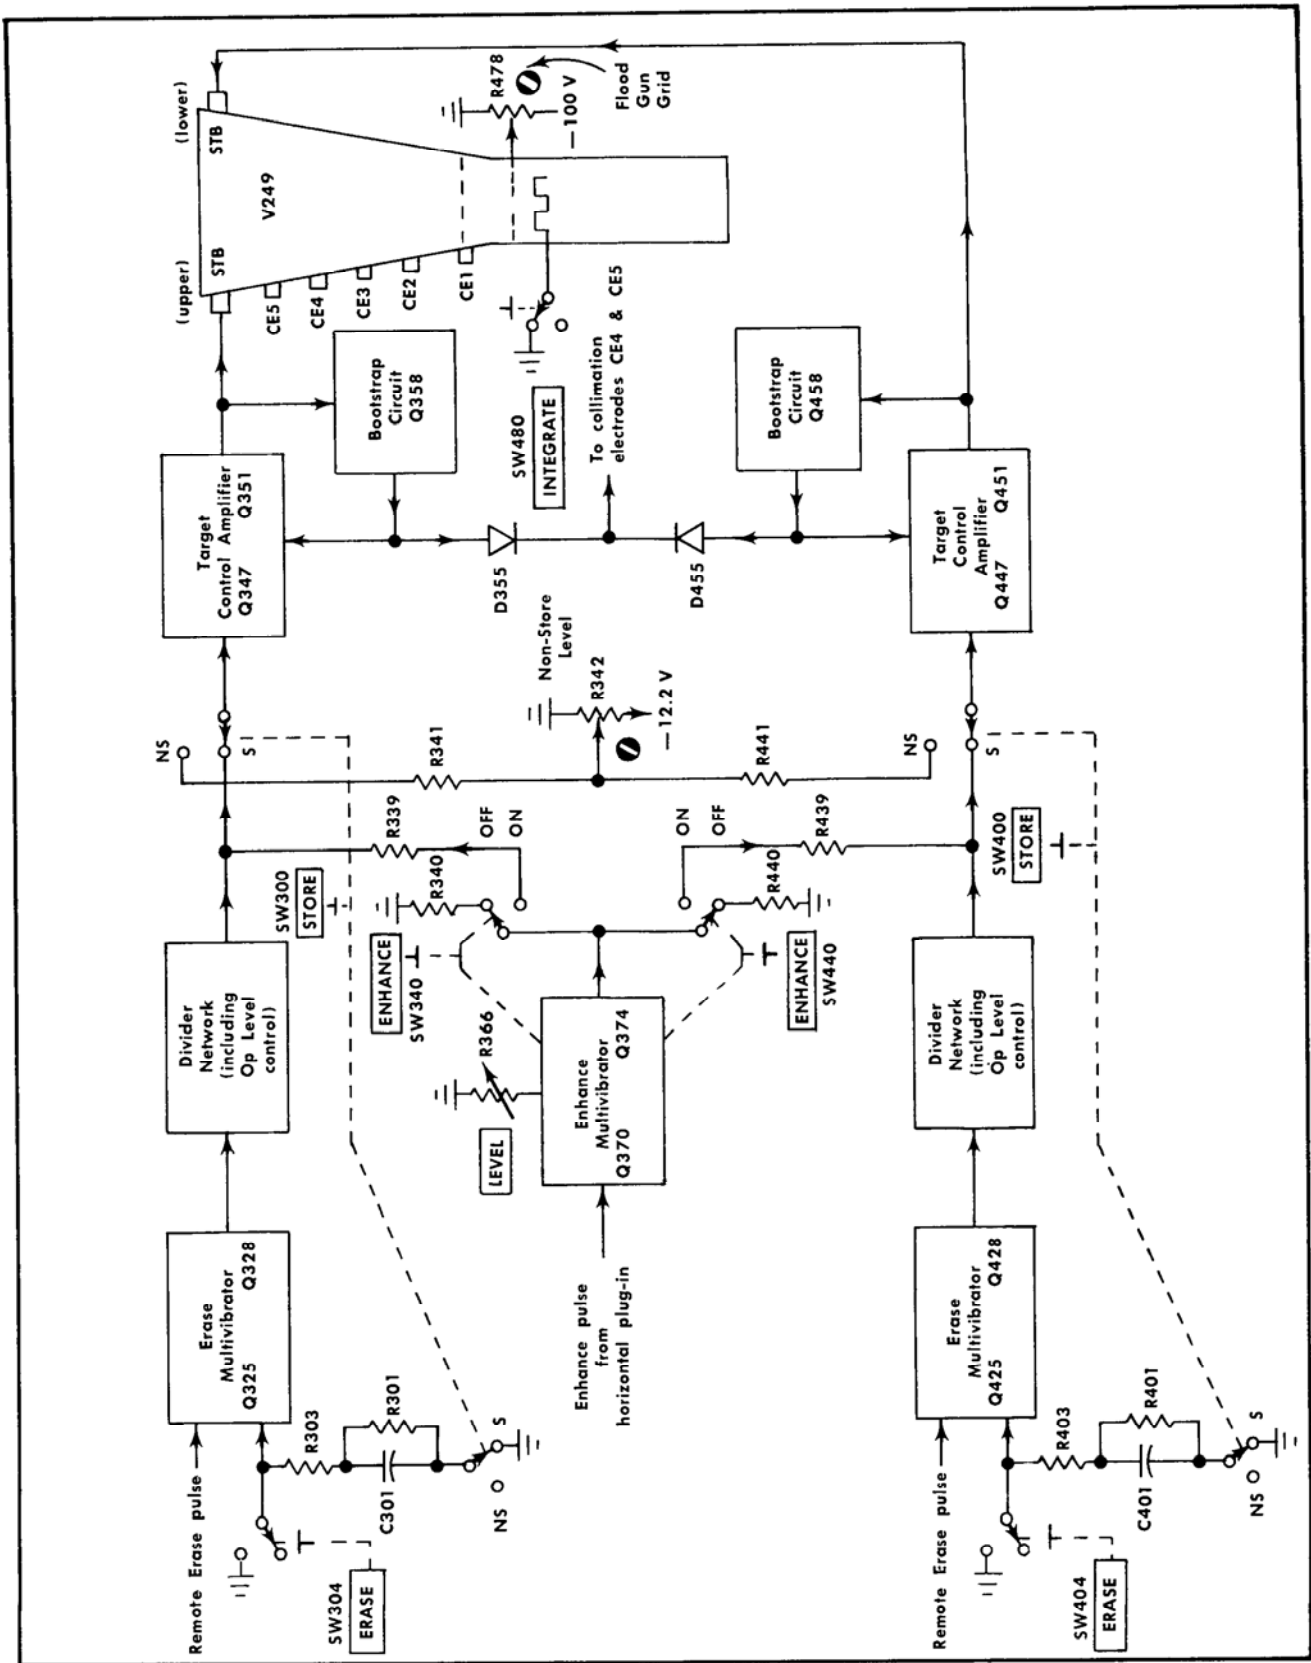 Remote Erase pulse
SW304
ERASE
R303
C301
R301
NS
S
Erase
Multivibrator
Q325 Q328
Divider
Network
(including
Op Level
control)
SW300
STORE
NS
S
Target
Control Amplifier
Q347 Q351
Bootstrap
Circuit
Q358
(upper)
STB
(lower)
STB
V249
CE5
CE4
CE3
CE2
CE1
R478
—100 V
Flood
Gun
Grid
SW480
INTEGRATE
D355
To collimation
electrodes CE4 & CE5
D455
R339
R341
OFF
ON
R340
ENHANCE
SW340
LEVEL
R366
Enhance pulse
from
horizontal plug-in
Enhance
Multivibrator
Q370 Q374
Non-Store
Level
R342
—12.2 V
R441
ON
OFF
R439
R440
ENHANCE
SW440
Remote Erase pulse
SW404
ERASE
R403
C401
R401
NS
S
Erase
Multivibrator
Q425 Q428
Divider
Network
(including
Op Level
control)
SW400
STORE
NS
S
Target
Control
Amplifier
Q447 Q451
Bootstrap
Circuit
Q458